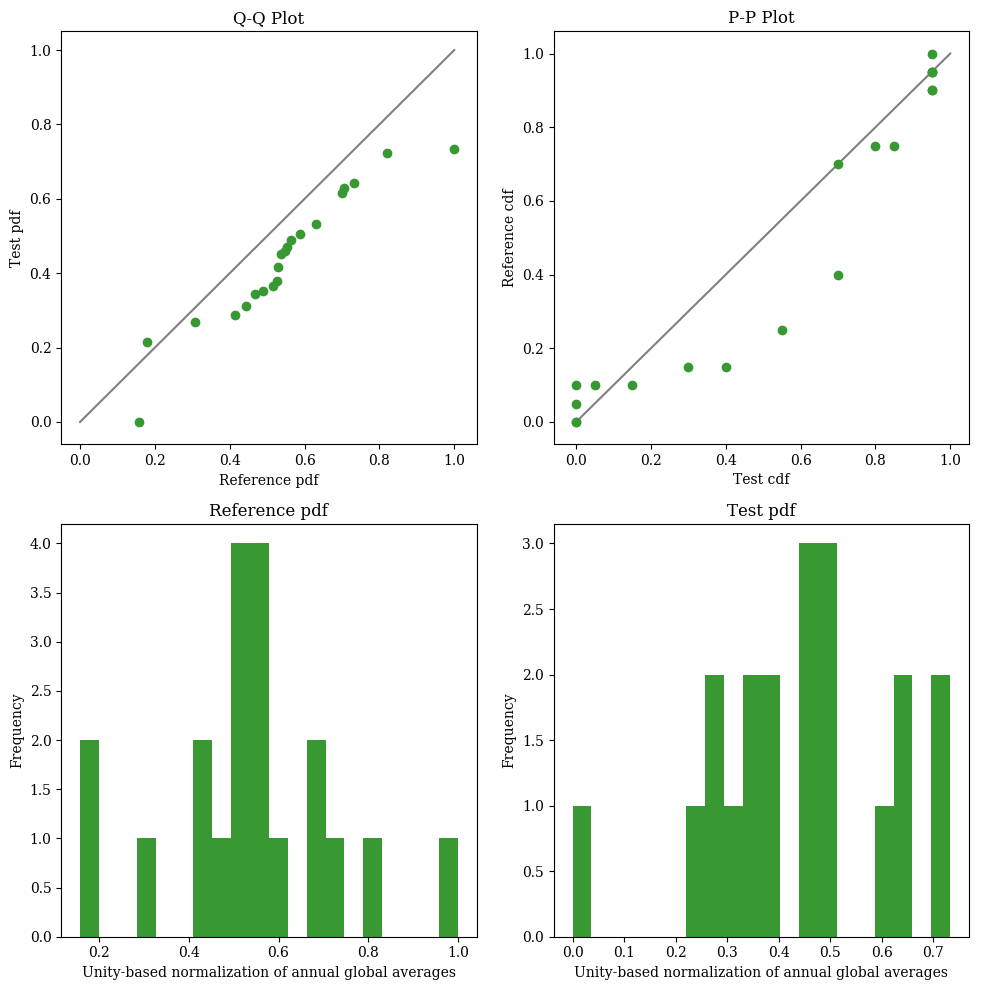 Q-Q Plot
1.0
0.8
0.6
0.4
0.2
0.0
Test pdf
0.0 0.2 0.4 0.6 0.8 1.0
Reference pdf
P-P Plot
1.0
0.8
0.6
0.4
0.2
0.0
Reference cdf
0.0 0.2 0.4 0.6 0.8 1.0
Test cdf
Reference pdf
4.0
3.5
3.0
2.5
2.0
1.5
1.0
0.5
0.0
Frequency
0.2 0.4 0.6 0.8 1.0
Unity-based normalization of annual global averages
Test pdf
3.0
2.5
2.0
1.5
1.0
0.5
0.0
Frequency
0.0 0.1 0.2 0.3 0.4 0.5 0.6 0.7
Unity-based normalization of annual global averages